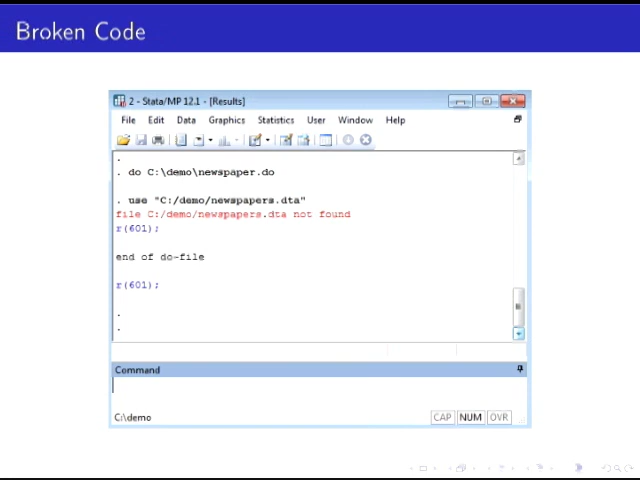 Broken Code
2 - Stata/MP 12.1 - [Results]
File Edit Data Graphics Statistics User Window Help
.
. do C:\demo\newspaper.do
. use "C:/demo/newspapers.dta"
file C:/demo/newspapers.dta not found
r(601);
end of do-file
r(601);
.
.
Command
C:\demo CAP NUM OVR